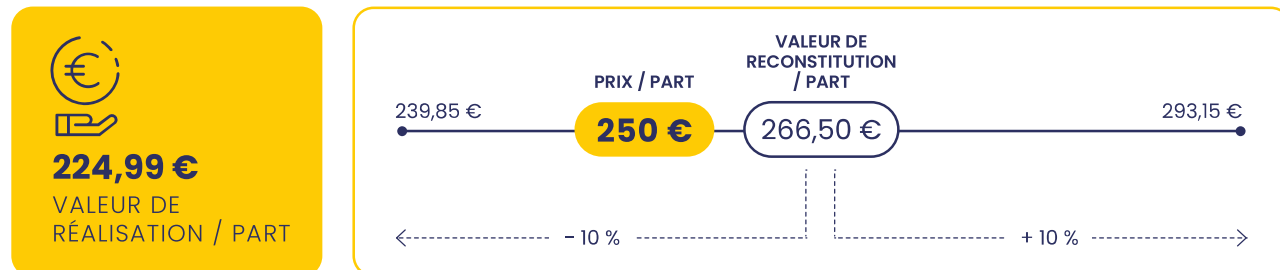 €
224,99 €
VALEUR DE
RÉALISATION / PART
VALEUR DE
RECONSTITUTION
/ PART
PRIX / PART
239,85 €
250 €
266,50 €
293,15 €
– 10 %
+ 10 %